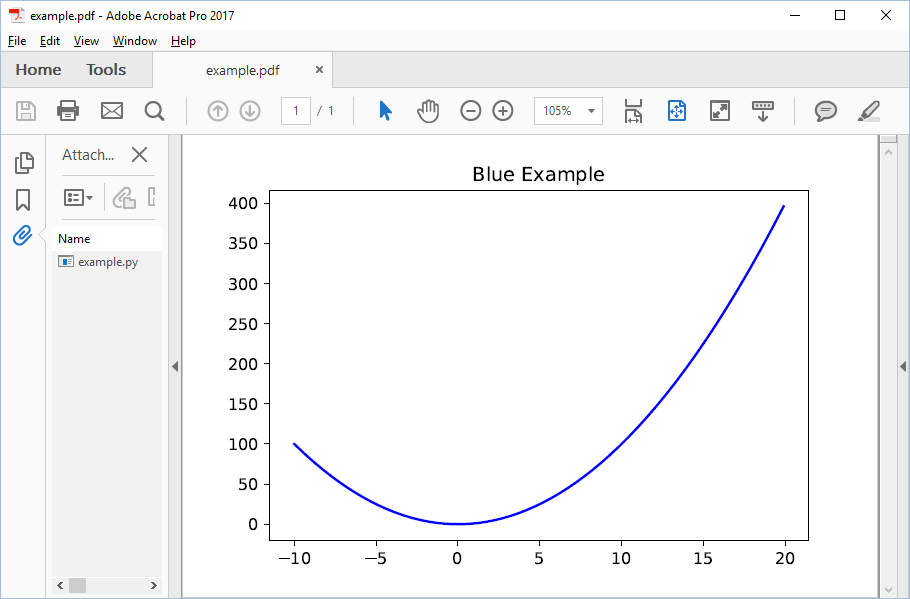 example.pdf - Adobe Acrobat Pro 2017
File Edit View Window Help
Home Tools example.pdf ×
1 / 1 105%
Attach...
Name
example.py
Blue Example
400
350
300
250
200
150
100
50
0
−10 −5 0 5 10 15 20